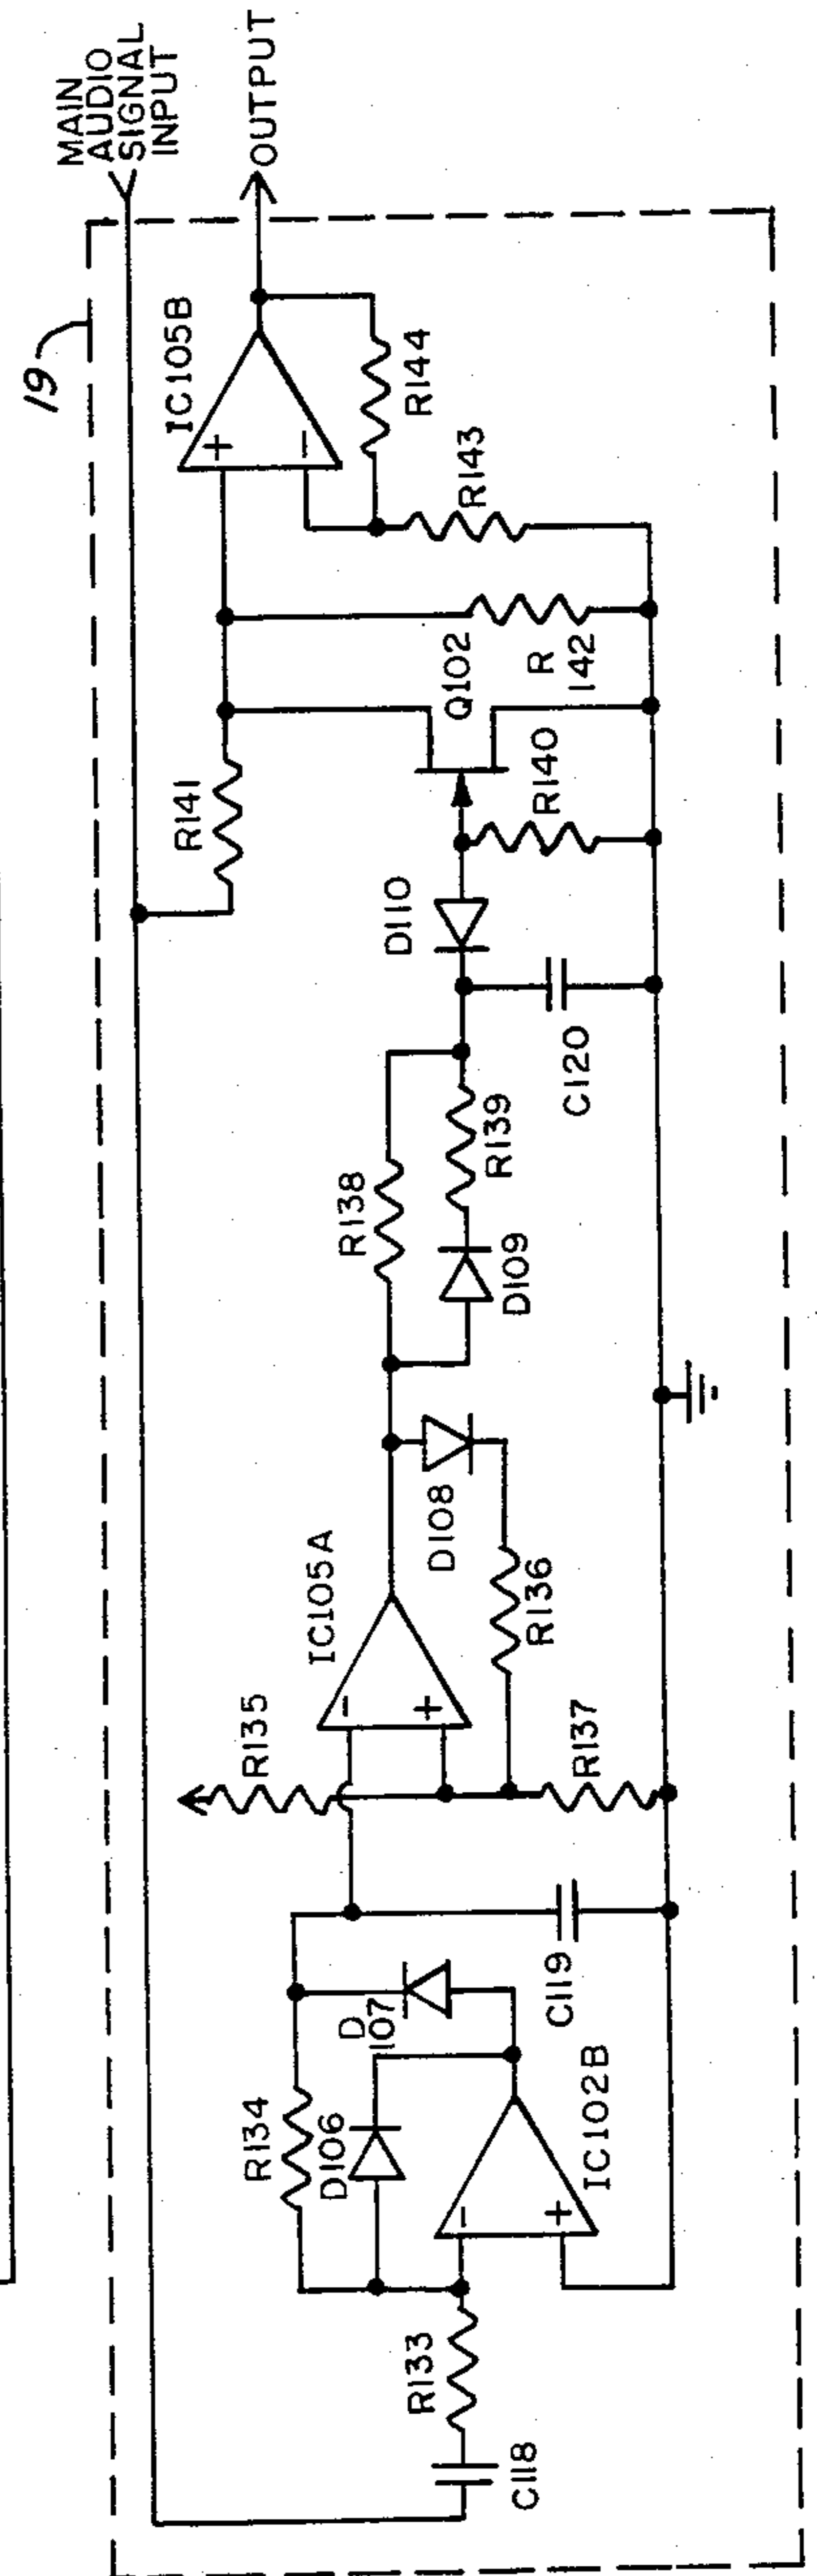 MAIN
AUDIO
SIGNAL
INPUT
OUTPUT
19
IC105B
+
−
R144
R143
R
142
Q102
R141
R140
D110
C120
R139
R138
D109
D108
IC105A
−
+
R136
R135
R137
C119
D
107
R134
D106
IC102B
−
+
R133
C118